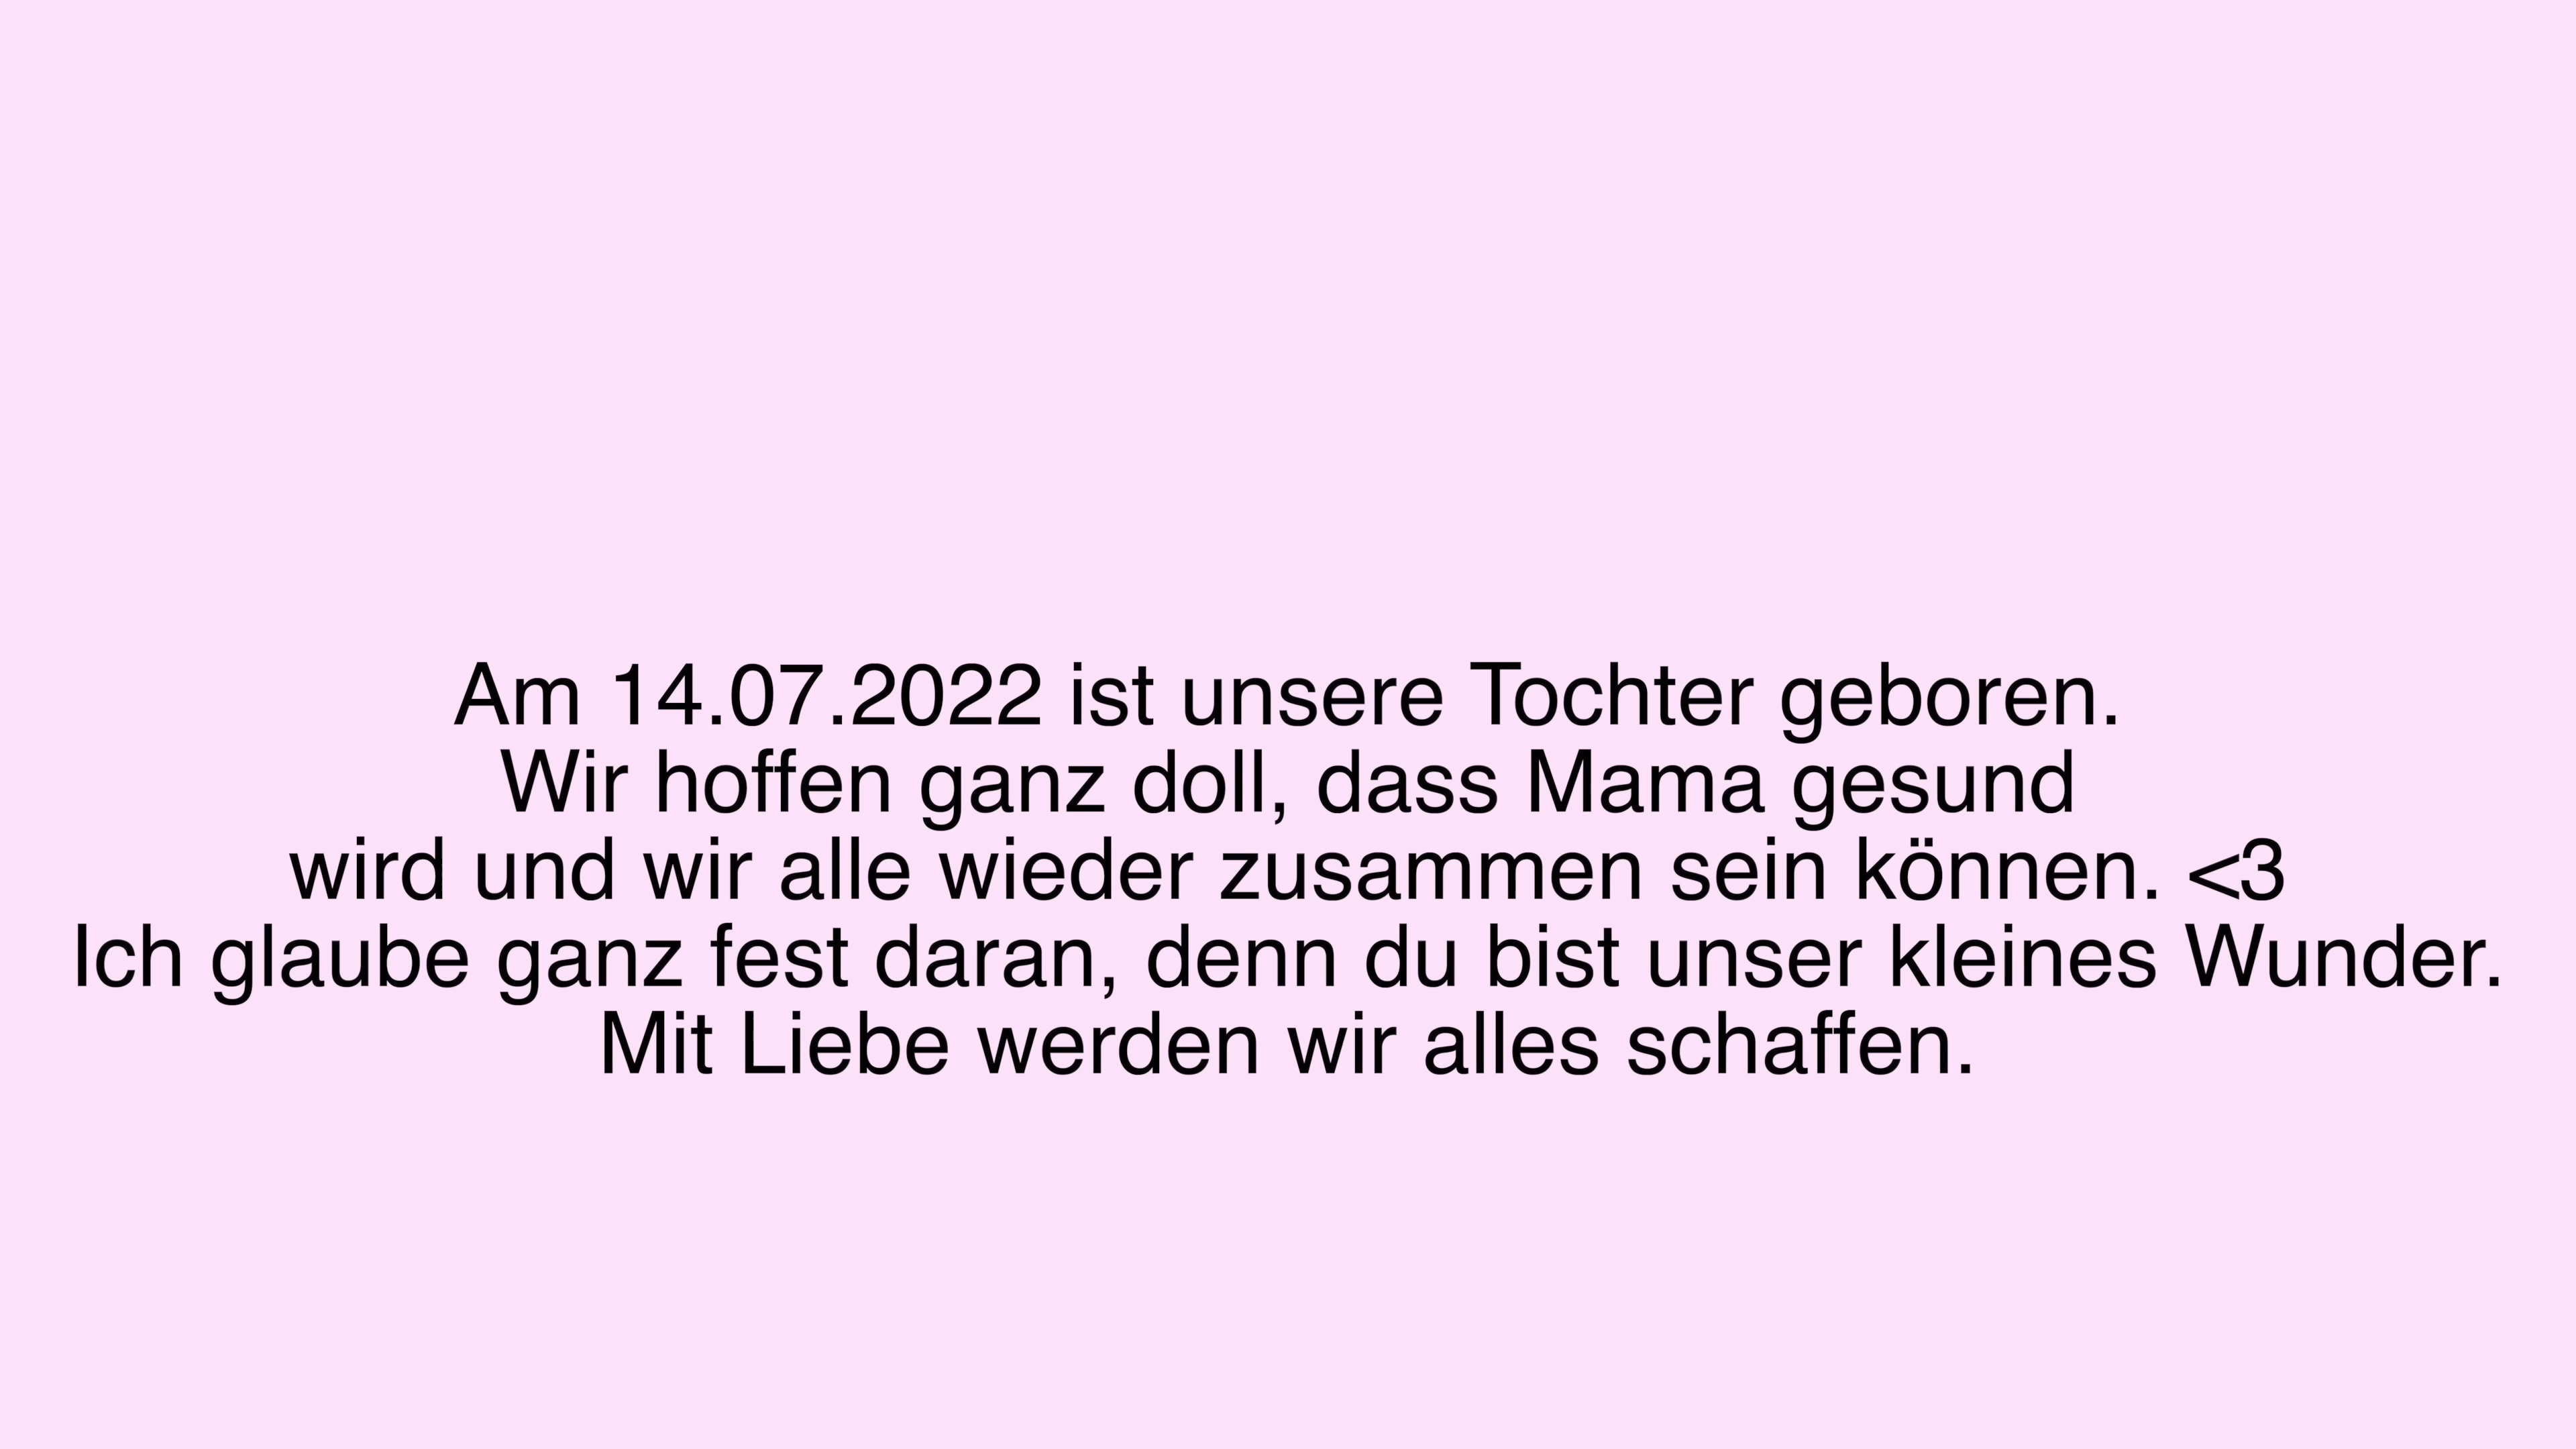 Am 14.07.2022 ist unsere Tochter geboren.
Wir hoffen ganz doll, dass Mama gesund
wird und wir alle wieder zusammen sein können. <3
Ich glaube ganz fest daran, denn du bist unser kleines Wunder.
Mit Liebe werden wir alles schaffen.